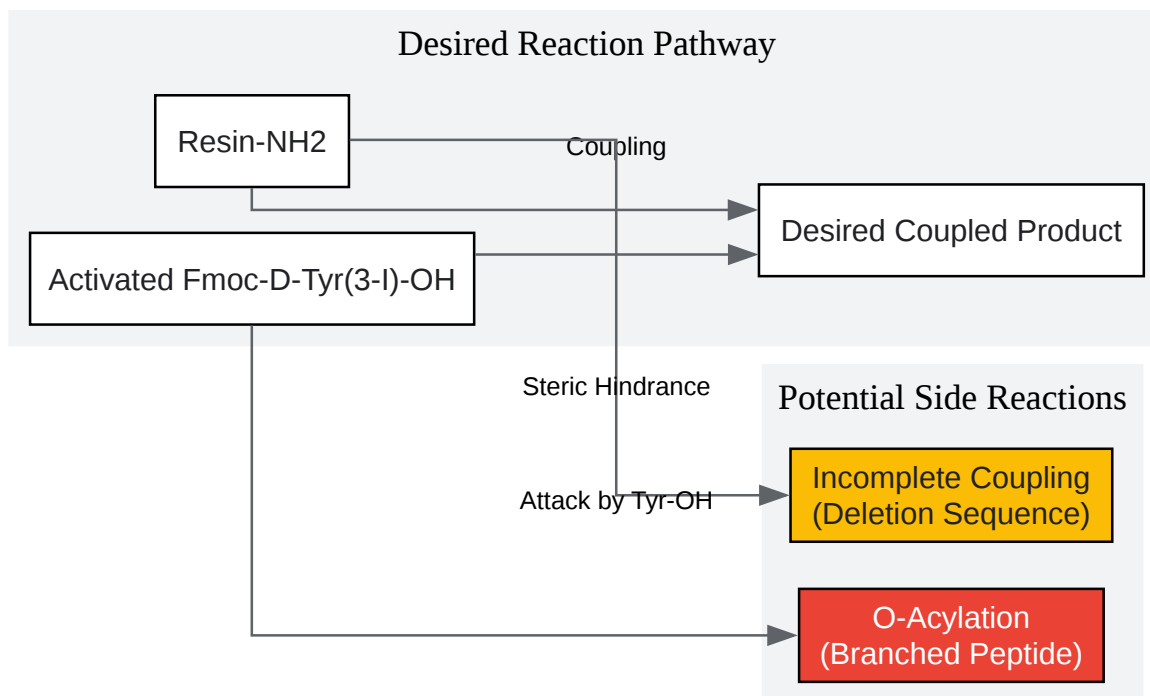 Desired Reaction Pathway
Resin-NH2
Coupling
Desired Coupled Product
Activated Fmoc-D-Tyr(3-I)-OH
Steric Hindrance
Potential Side Reactions
Incomplete Coupling
(Deletion Sequence)
Attack by Tyr-OH
O-Acylation
(Branched Peptide)